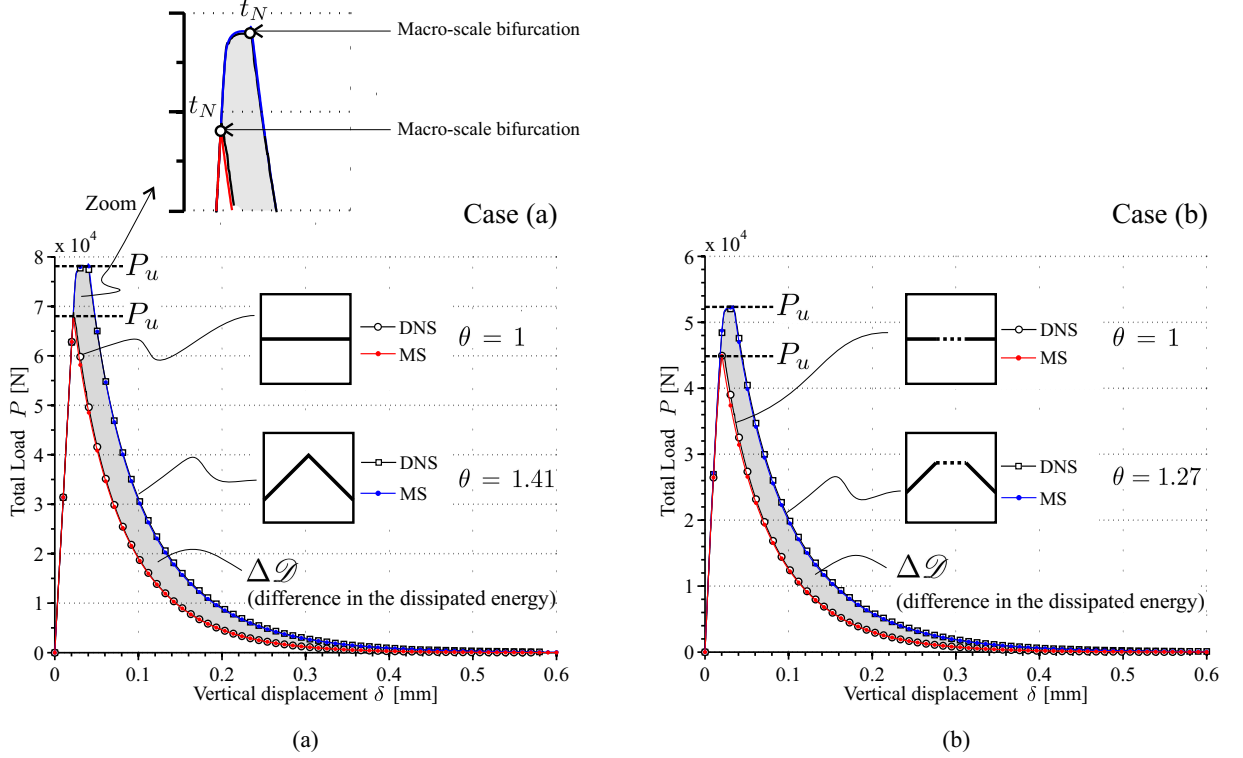 t_N
Macro-scale bifurcation
t_N
Macro-scale bifurcation
Zoom
Case (a)
x 10^4
8
7
6
5
4
3
2
1
0
Total Load P [N]
P_u
P_u
DNS
MS
θ = 1
DNS
MS
θ = 1.41
Δ𝒟
(difference in the dissipated energy)
0
0.1
0.2
0.3
0.4
0.5
0.6
Vertical displacement δ [mm]
(a)
Case (b)
x 10^4
6
5
4
3
2
1
0
Total Load P [N]
P_u
P_u
DNS
MS
θ = 1
DNS
MS
θ = 1.27
Δ𝒟
(difference in the dissipated energy)
0
0.1
0.2
0.3
0.4
0.5
0.6
Vertical displacement δ [mm]
(b)